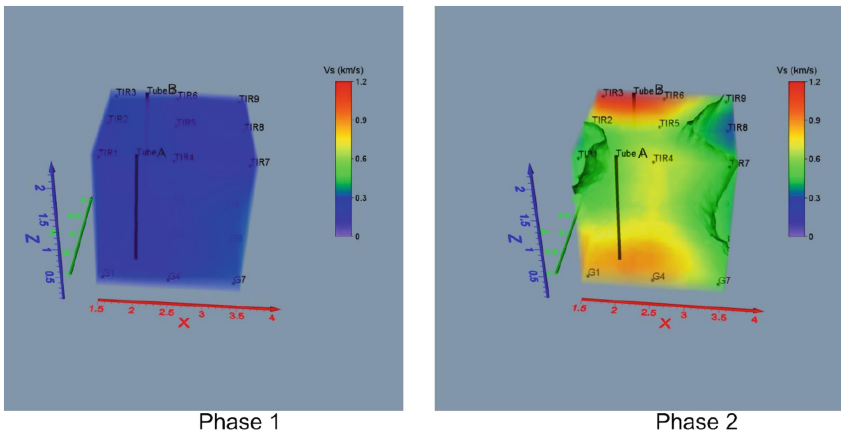 Vs (km/s)
1.2
0.9
0.6
0.3
0
TIR3 Tube B TIR6 TIR9
TIR2 TIR5 TIR8
TIR1 Tube A TIR4 TIR7
G1 G4 G7
2
1.5
1
0.5
Z
1.5 2 2.5 3 3.5 4
X
Phase 1
Vs (km/s)
1.2
0.9
0.6
0.3
0
TIR3 Tube B TIR6 TIR9
TIR2 TIR5 TIR8
Tube A TIR4 TIR7
G1 G4 G7
2
1.5
1
0.5
Z
1.5 2 2.5 3 3.5 4
X
Phase 2